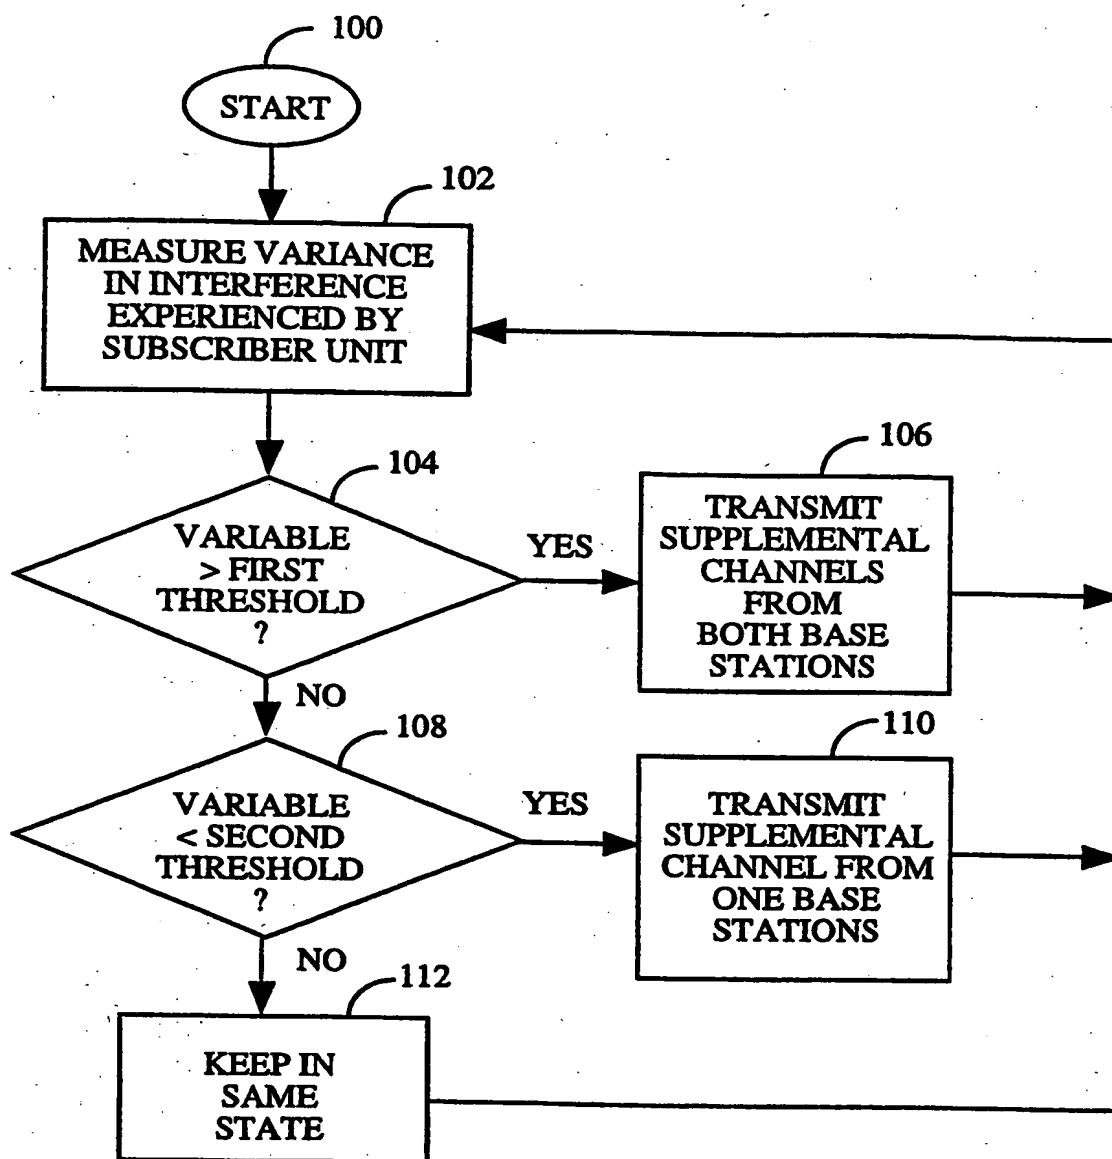 100
START
102
MEASURE VARIANCE
IN INTERFERENCE
EXPERIENCED BY
SUBSCRIBER UNIT
104
VARIABLE
> FIRST
THRESHOLD
?
YES
106
TRANSMIT
SUPPLEMENTAL
CHANNELS
FROM
BOTH BASE
STATIONS
NO
108
VARIABLE
< SECOND
THRESHOLD
?
YES
110
TRANSMIT
SUPPLEMENTAL
CHANNEL FROM
ONE BASE
STATIONS
NO
112
KEEP IN
SAME
STATE